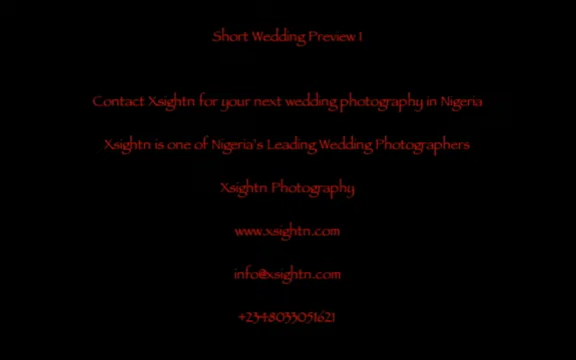 Short Wedding Preview 1
Contact Xsightn for your next wedding photography in Nigeria
Xsightn is one of Nigeria's Leading Wedding Photographers
Xsightn Photography
www.xsightn.com
info@xsightn.com
+2348033051621